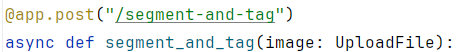 @app.post("/segment-and-tag")
async def segment_and_tag(image: UploadFile):